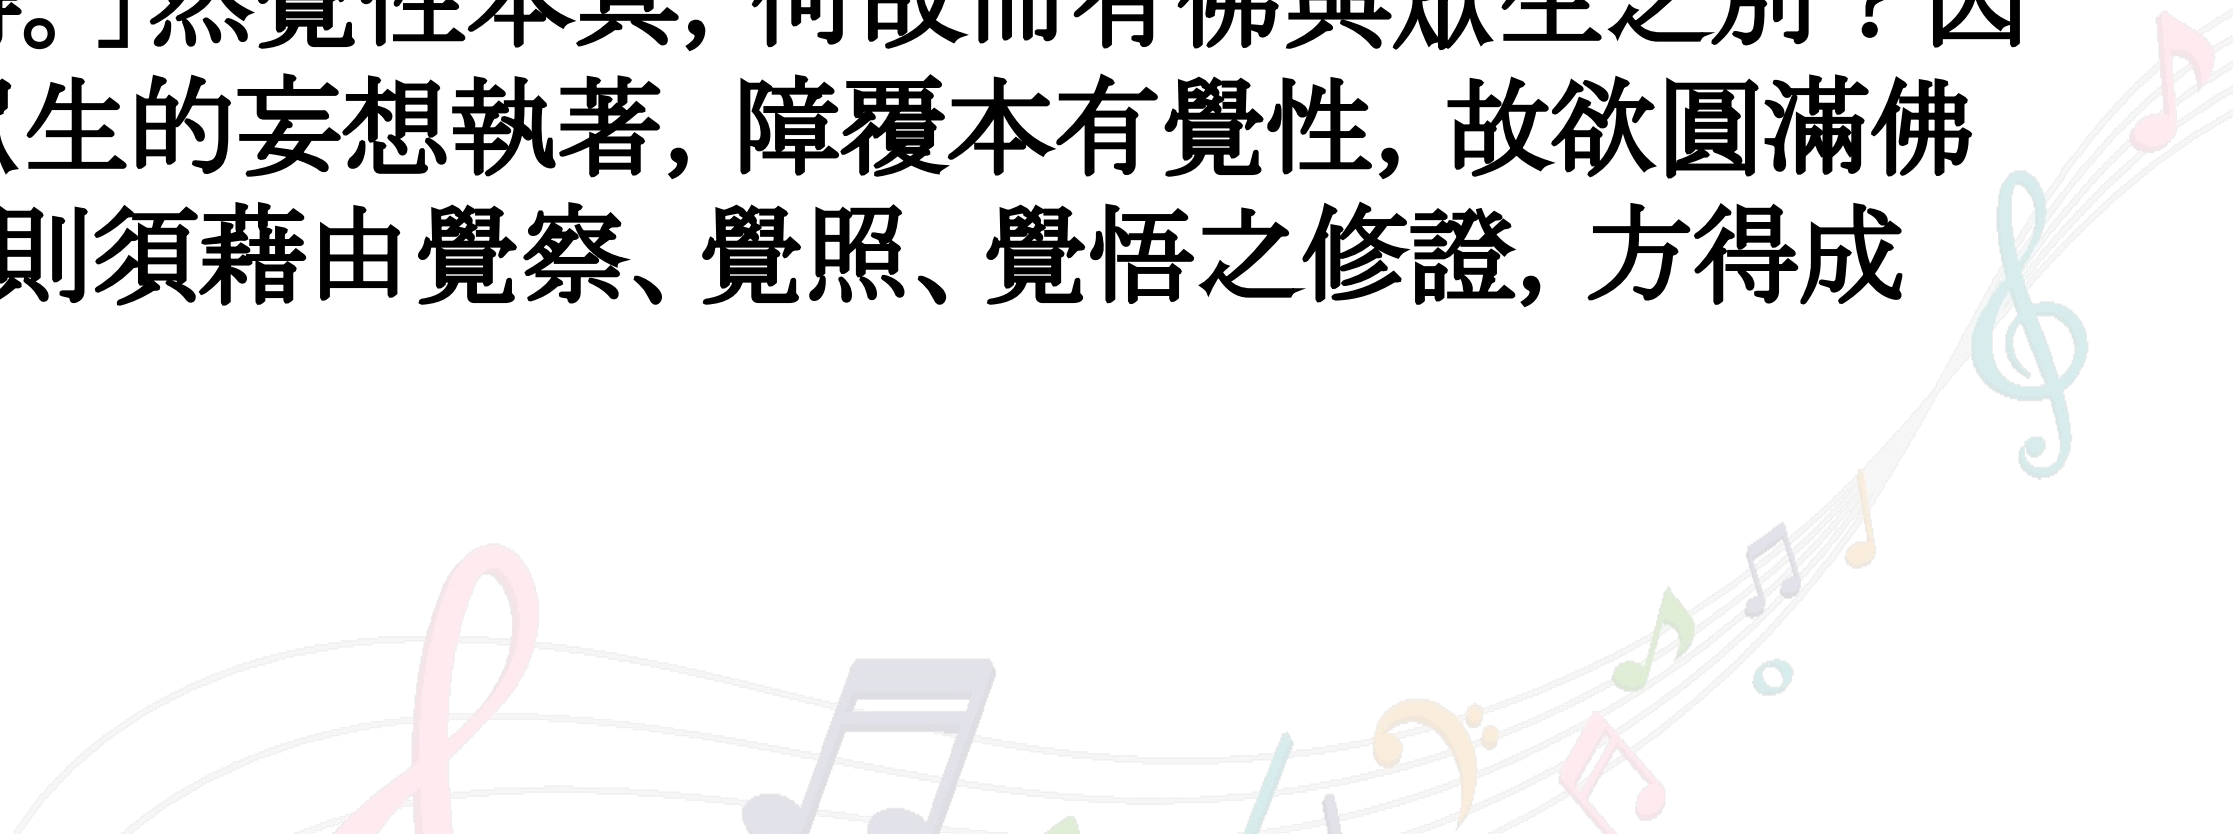 。」然覺性本具，何故而有佛與眾生之別？因
眾生的妄想執著，障覆本有覺性，故欲圓滿佛
則須藉由覺察、覺照、覺悟之修證，方得成